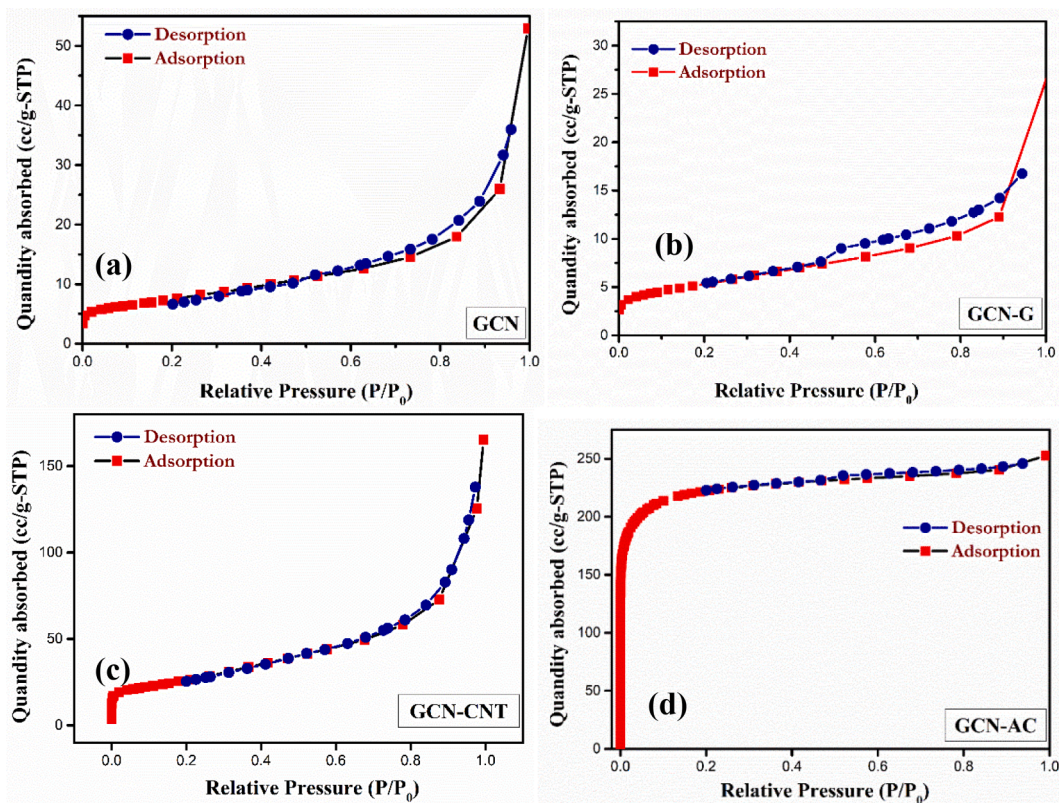 Quandity absorbed (cc/g-STP)
50
40
30
20
10
0
Desorption
Adsorption
(a)
GCN
0.0 0.2 0.4 0.6 0.8 1.0
Relative Pressure (P/P0)
Quandity absorbed (cc/g-STP)
30
25
20
15
10
5
0
Desorption
Adsorption
(b)
GCN-G
0.0 0.2 0.4 0.6 0.8 1.0
Relative Pressure (P/P0)
Quandity absorbed (cc/g-STP)
150
100
50
0
Desorption
Adsorption
(c)
GCN-CNT
0.0 0.2 0.4 0.6 0.8 1.0
Relative Pressure (P/P0)
Quandity absorbed (cc/g-STP)
250
200
150
100
50
0
Desorption
Adsorption
(d)
GCN-AC
0.0 0.2 0.4 0.6 0.8 1.0
Relative Pressure (P/P0)